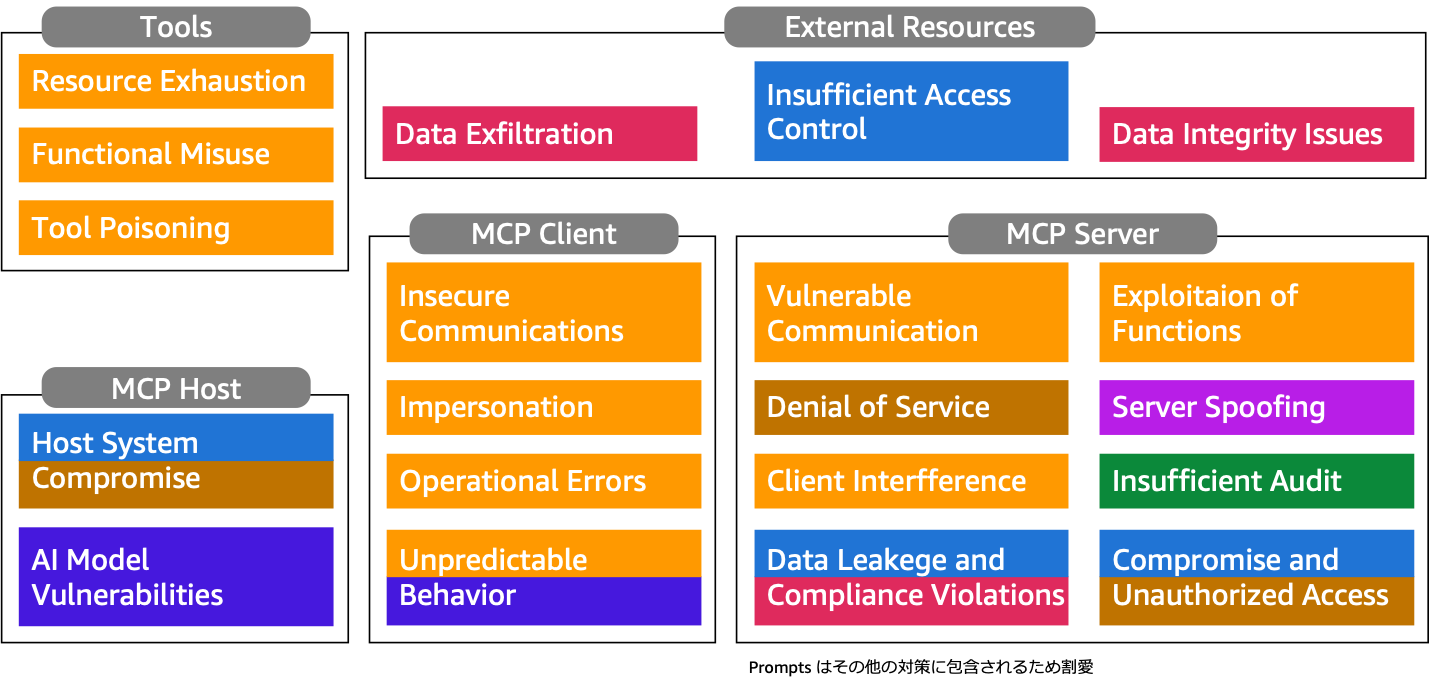 Tools
Resource Exhaustion
Functional Misuse
Tool Poisoning
External Resources
Data Exfiltration
Insufficient Access
Control
Data Integrity Issues
MCP Host
Host System
Compromise
AI Model
Vulnerabilities
MCP Client
Insecure
Communications
Impersonation
Operational Errors
Unpredictable
Behavior
MCP Server
Vulnerable
Communication
Exploitaion of
Functions
Denial of Service
Server Spoofing
Client Interfference
Insufficient Audit
Data Leakege and
Compliance Violations
Compromise and
Unauthorized Access
Prompts はその他の対策に包含されるため割愛